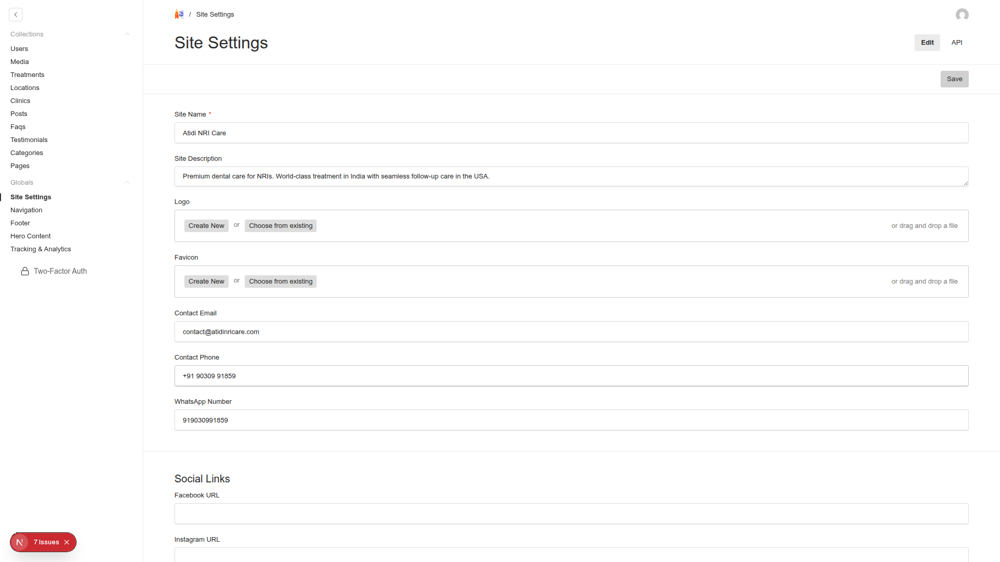 Collections
Users
Media
Treatments
Locations
Clinics
Posts
Faqs
Testimonials
Categories
Pages
Globals
Site Settings
Navigation
Footer
Hero Content
Tracking & Analytics
Two-Factor Auth
7 Issues
/ Site Settings
Site Settings
Edit API
Save
Site Name *
Atidi NRI Care
Site Description
Premium dental care for NRIs. World-class treatment in India with seamless follow-up care in the USA.
Logo
Create New or Choose from existing or drag and drop a file
Favicon
Create New or Choose from existing or drag and drop a file
Contact Email
contact@atidinricare.com
Contact Phone
+91 90309 91859
WhatsApp Number
919030991859
Social Links
Facebook URL
Instagram URL